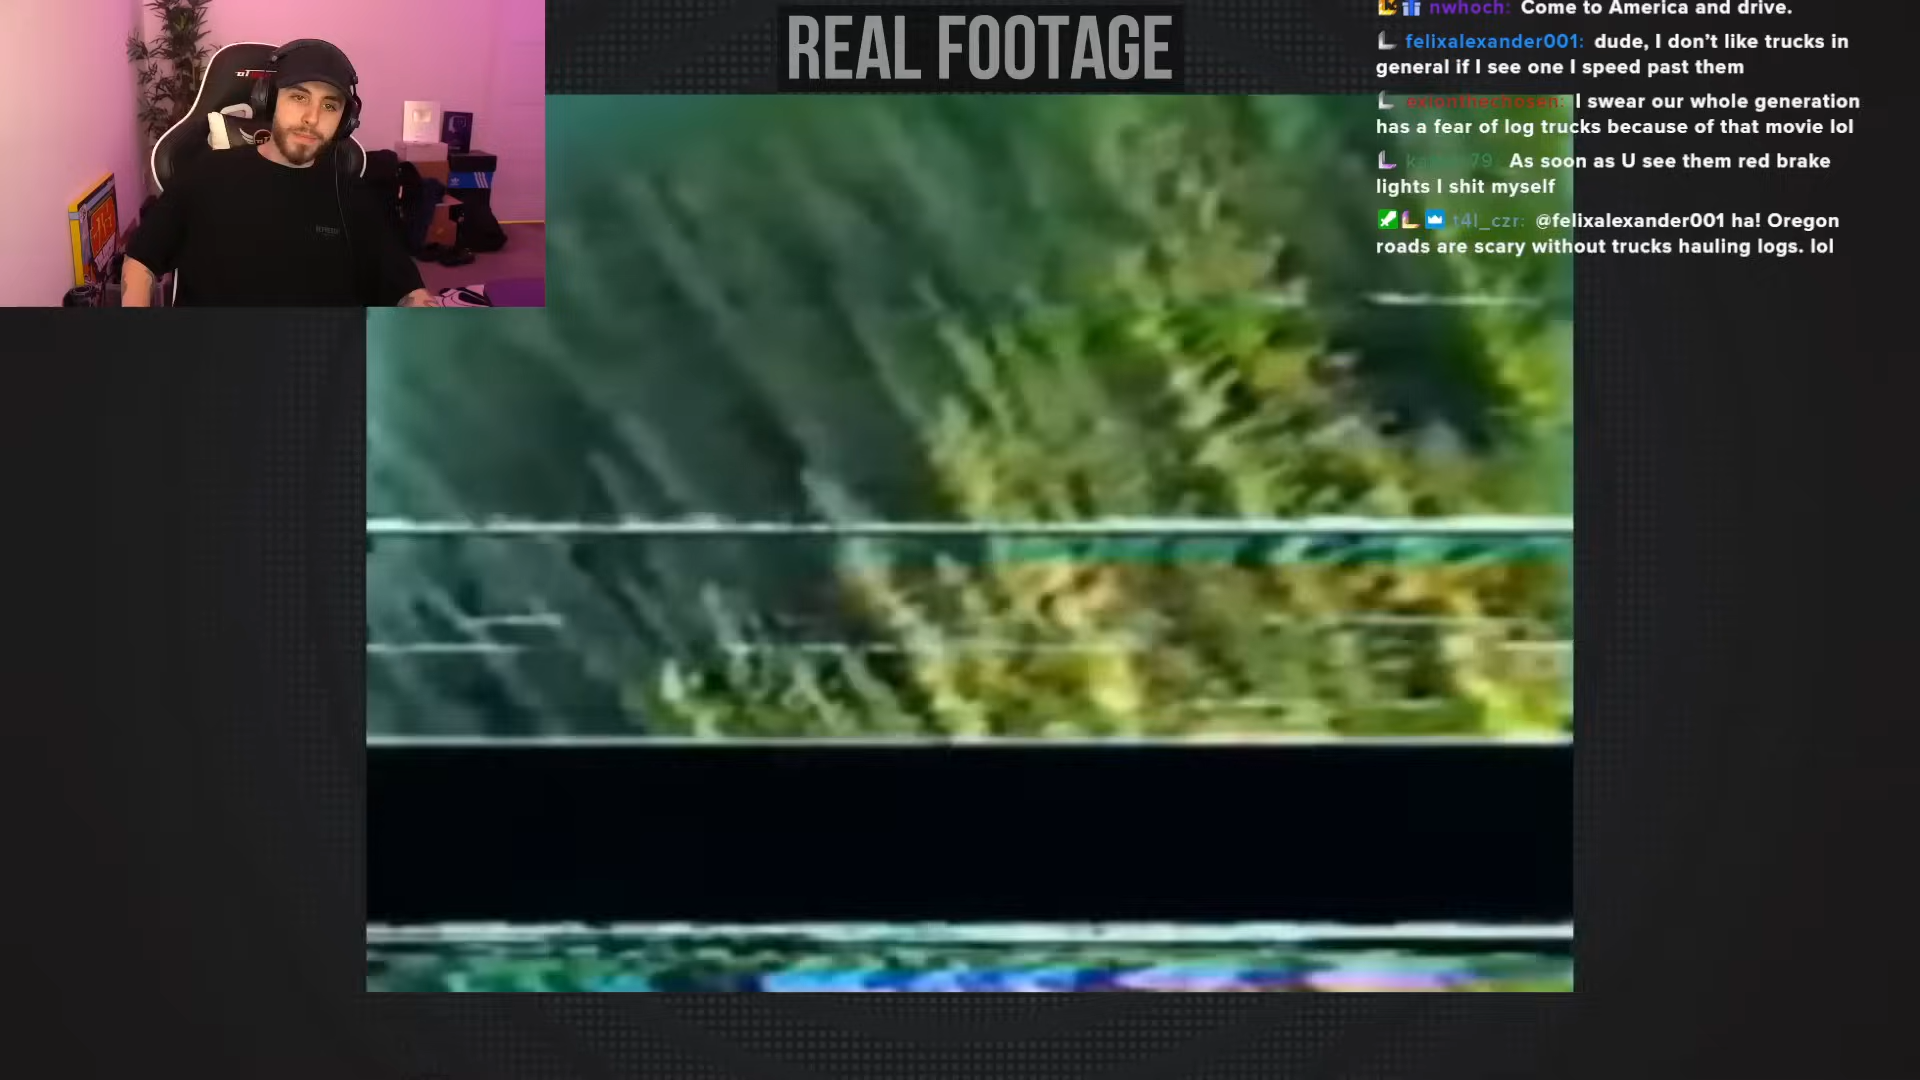 REAL FOOTAGE
nwhoch: Come to America and drive.
felixalexander001: dude, I don’t like trucks in
general if I see one I speed past them
exionthechosen: I swear our whole generation
has a fear of log trucks because of that movie lol
As soon as U see them red brake
lights I shit myself
t4l_czr: @felixalexander001 ha! Oregon
roads are scary without trucks hauling logs. lol